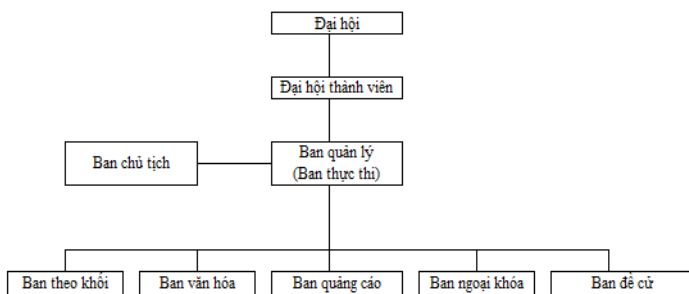 Đại hội
Đại hội thành viên
Ban chủ tịch
Ban quản lý
(Ban thực thi)
Ban theo khối
Ban văn hóa
Ban quảng cáo
Ban ngoại khóa
Ban đề cử